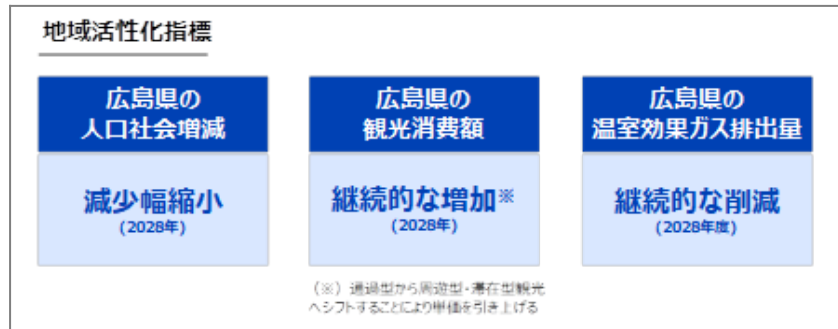 地域活性化指標
広島県の
人口社会増減
減少幅縮小
(2028年)
広島県の
観光消費額
継続的な増加※
(2028年)
(※) 通過型から周遊型・滞在型観光
へシフトすることにより単価を引き上げる
広島県の
温室効果ガス排出量
継続的な削減
(2028年度)